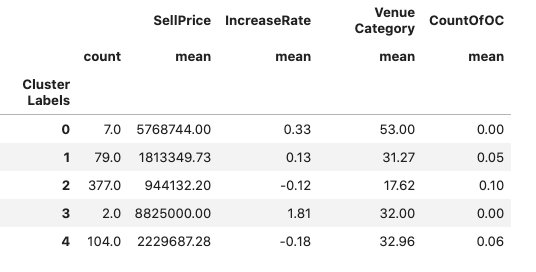 SellPrice IncreaseRate Venue Category CountOfOC
count mean mean mean mean
Cluster Labels
0 7.0 5768744.00 0.33 53.00 0.00
1 79.0 1813349.73 0.13 31.27 0.05
2 377.0 944132.20 -0.12 17.62 0.10
3 2.0 8825000.00 1.81 32.00 0.00
4 104.0 2229687.28 -0.18 32.96 0.06